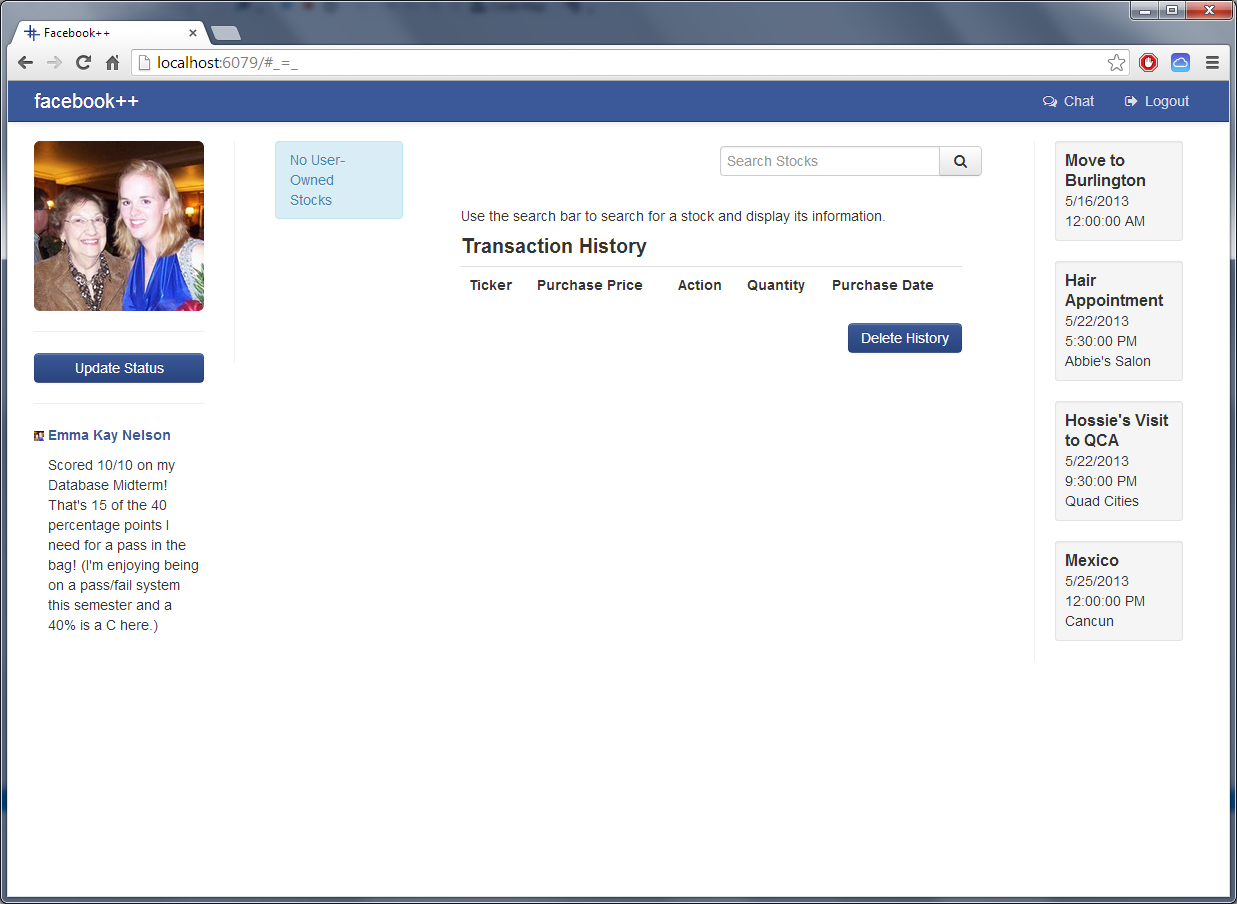 Facebook++
localhost:6079/#_=_
facebook++
Chat
Logout
Update Status
Emma Kay Nelson
Scored 10/10 on my
Database Midterm!
That's 15 of the 40
percentage points I
need for a pass in the
bag! (I'm enjoying being
on a pass/fail system
this semester and a
40% is a C here.)
No User-
Owned
Stocks
Search Stocks
Use the search bar to search for a stock and display its information.
Transaction History
Ticker Purchase Price Action Quantity Purchase Date
Delete History
Move to
Burlington
5/16/2013
12:00:00 AM
Hair
Appointment
5/22/2013
5:30:00 PM
Abbie's Salon
Hossie's Visit
to QCA
5/22/2013
9:30:00 PM
Quad Cities
Mexico
5/25/2013
12:00:00 PM
Cancun